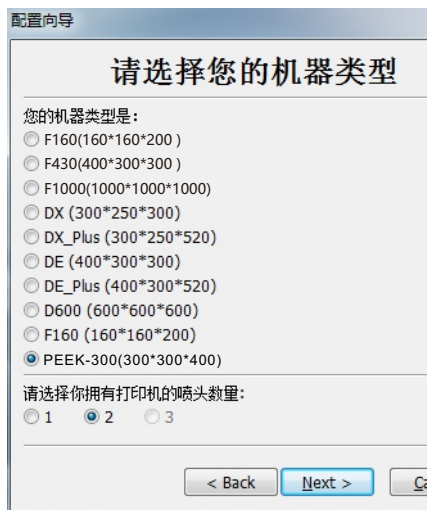 配置向导
请选择您的机器类型
您的机器类型是：
F160(160*160*200 )
F430(400*300*300 )
F1000(1000*1000*1000)
DX (300*250*300)
DX_Plus (300*250*520)
DE (400*300*300)
DE_Plus (400*300*520)
D600 (600*600*600)
F160 (160*160*200)
PEEK-300(300*300*400)
请选择你拥有打印机的喷头数量：
1 2 3
< Back Next > Ca